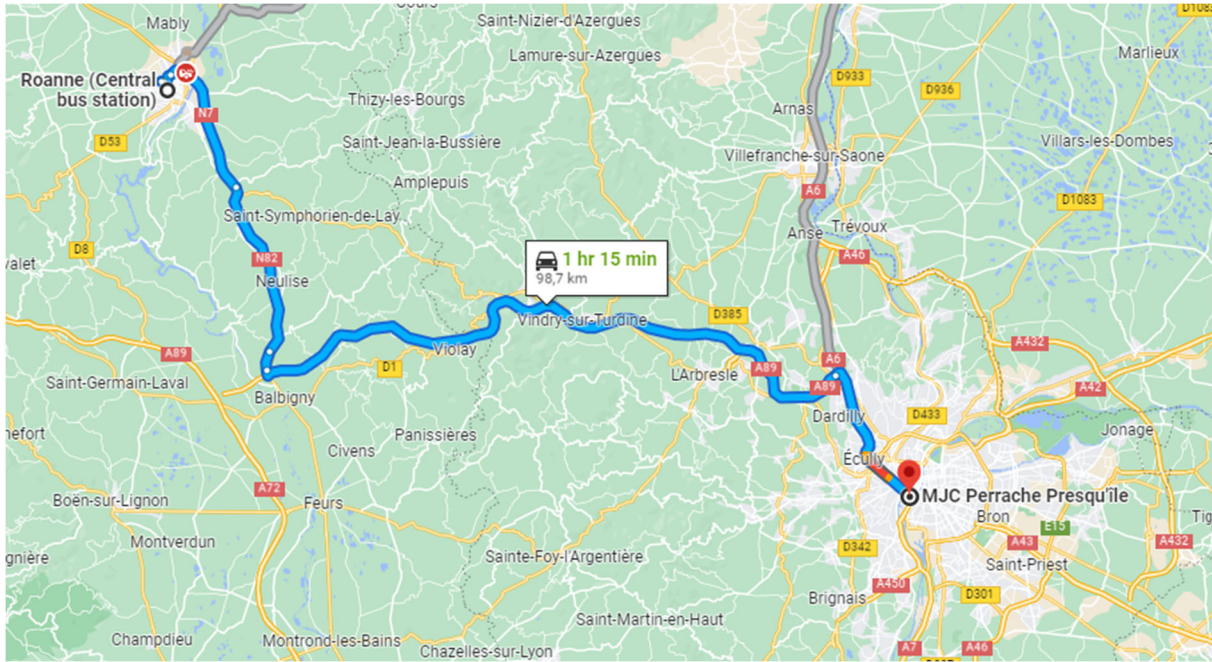 Mably
Saint-Nizier-d'Azergues
Lamure-sur-Azergues
D1083
Marlieux
Roanne (Central
bus station)
D933
D936
Thizy-les-Bourgs
Arnas
N7
D53
Saint-Jean-la-Bussière
Villars-les-Dombes
Villefranche-sur-Saone
Amplepuis
A6
D1083
Saint-Symphorien-de-Lay
Trévoux
Anse
D8
A46
N82
1 hr 15 min
98,7 km
Neulise
Vindry-sur-Turdine
D385
A89
Violay
A432
A6
D1
L'Arbresle
A89
A89
Saint-Germain-Laval
A42
Balbigny
Dardilly
D433
Jonage
Panissières
Civens
Écully
A72
Boën-sur-Lignon
Feurs
MJC Perrache Presqu'île
Bron
E15
Montverdun
A43
A432
D342
Sainte-Foy-l'Argentière
Saint-Priest
A450
D301
Brignais
Saint-Martin-en-Haut
Champdieu
Montrond-les-Bains
Chazelles-sur-Lyon
A7
A46